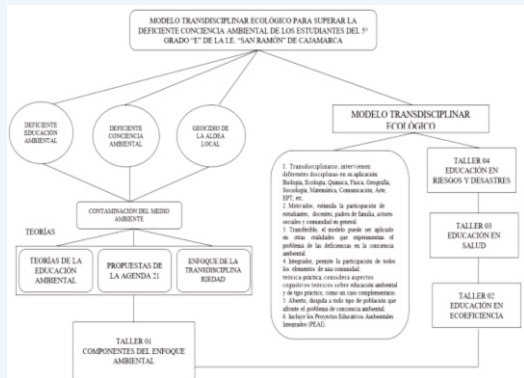 MODELO TRANSDISCIPLINAR ECOLÓGICO PARA SUPERAR LA
DEFICIENTE CONCIENCIA AMBIENTAL DE LOS ESTUDIANTES DEL 5°
GRADO "E" DE LA I.E. "SAN RAMÓN" DE CAJAMARCA
DEFICIENTE
EDUCACIÓN
AMBIENTAL
DEFICIENTE
CONCIENCIA
AMBIENTAL
GEOCIDIO DE
LA ALDEA
LOCAL
CONTAMINACIÓN DEL MEDIO
AMBIENTE
TEORÍAS
TEORÍAS DE LA
EDUCACIÓN
AMBIENTAL
PROPUESTAS DE
LA AGENDA 21
ENFOQUE DE LA
TRANSDISCIPLINA
RIEDAD
TALLER 01
COMPONENTES DEL ENFOQUE
AMBIENTAL
MODELO TRANSDISCIPLINAR
ECOLÓGICO
1. Transdisciplinario, intervienen
diferentes disciplinas en su aplicación:
Biología, Ecología, Química, Física, Geografía,
Sociología, Matemática, Comunicación, Arte,
EPT, etc.
2. Motivador, estimula la participación de
estudiantes, docentes, padres de familia, actores
sociales y comunidad en general.
3. Transferible, el modelo puede ser aplicado
en otras realidades que experimentan el
problema de las deficiencias en la conciencia
ambiental.
4. Integrador, permite la participación de todos
los elementos de una comunidad:
teórica práctica, considera aspectos
cognitivos teóricos sobre educación ambiental
y de tipo práctico, como un caso complementario.
5. Abierto, dirigida a todo tipo de población que
afronte el problema de conciencia ambiental.
6. Incluye los Proyectos Educativos Ambientales
Integrados (PEAI).
TALLER 04
EDUCACIÓN EN
RIESGOS Y DESASTRES
TALLER 03
EDUCACIÓN EN
SALUD
TALLER 02
EDUCACIÓN EN
ECOEFICIENCIA